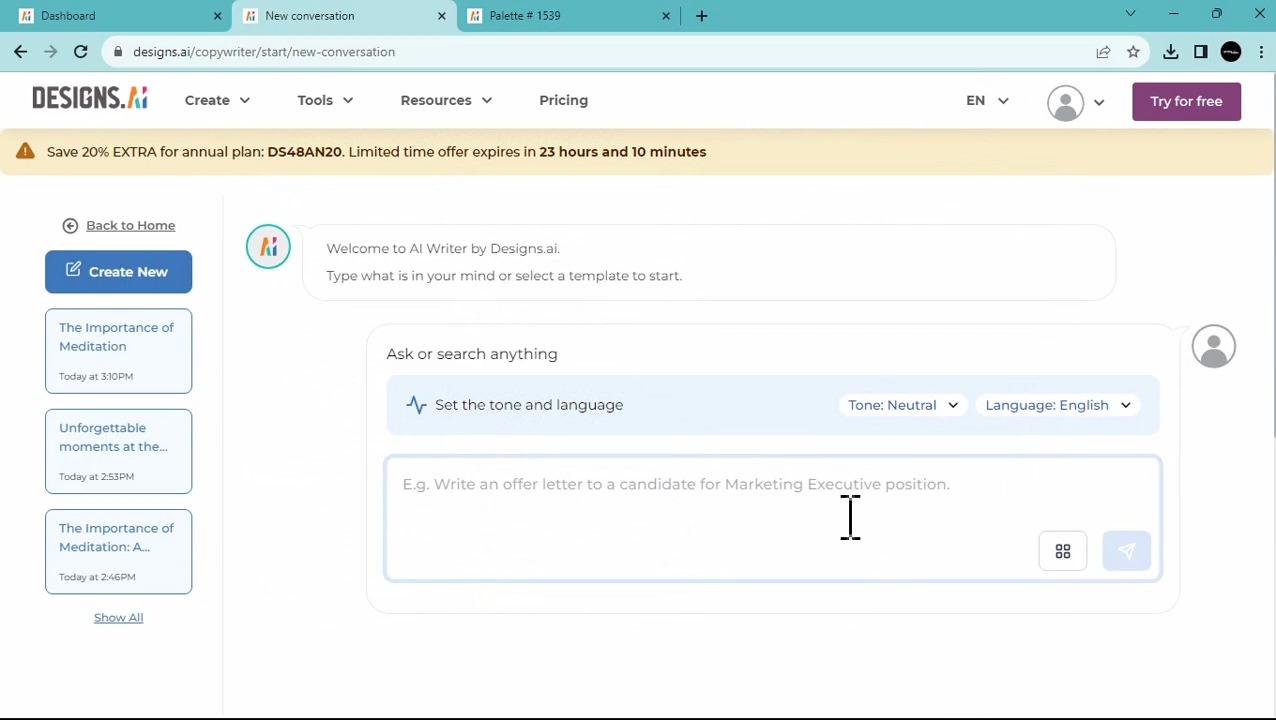 Dashboard
New conversation
Palette # 1539
designs.ai/copywriter/start/new-conversation
DESIGNS.AI
Create
Tools
Resources
Pricing
EN
Try for free
Save 20% EXTRA for annual plan: DS48AN20. Limited time offer expires in 23 hours and 10 minutes
Back to Home
Create New
The Importance of
Meditation
Today at 3:10PM
Unforgettable
moments at the...
Today at 2:53PM
The Importance of
Meditation: A...
Today at 2:46PM
Show All
Welcome to AI Writer by Designs.ai.
Type what is in your mind or select a template to start.
Ask or search anything
Set the tone and language
Tone: Neutral
Language: English
E.g. Write an offer letter to a candidate for Marketing Executive position.